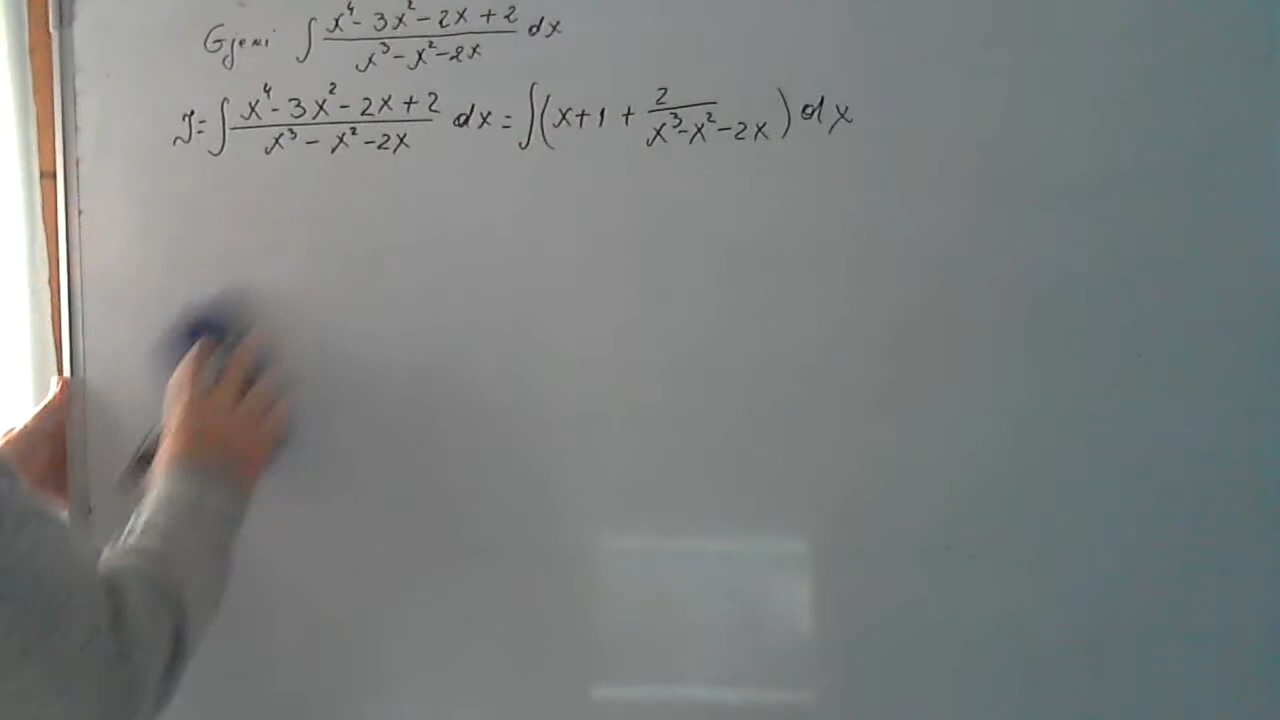 Gjeni ∫ (x⁴ - 3x² - 2x + 2)/(x³ - x² - 2x) dx
I = ∫ (x⁴ - 3x² - 2x + 2)/(x³ - x² - 2x) dx = ∫(x + 1 + 2/(x³ - x² - 2x)) dx